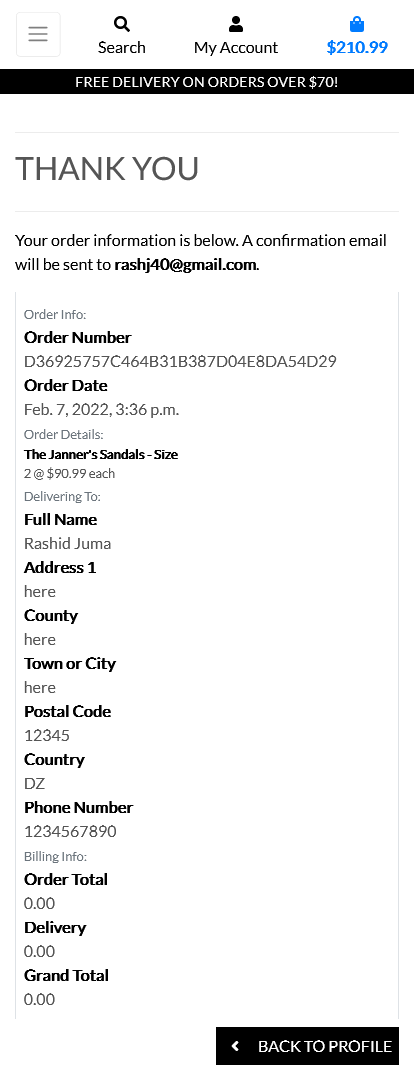 Search My Account $210.99
FREE DELIVERY ON ORDERS OVER $70!
THANK YOU
Your order information is below. A confirmation email
will be sent to rashj40@gmail.com.
Order Info:
Order Number
D36925757C464B31B387D04E8DA54D29
Order Date
Feb. 7, 2022, 3:36 p.m.
Order Details:
The Janner's Sandals - Size
2 @ $90.99 each
Delivering To:
Full Name
Rashid Juma
Address 1
here
County
here
Town or City
here
Postal Code
12345
Country
DZ
Phone Number
1234567890
Billing Info:
Order Total
0.00
Delivery
0.00
Grand Total
0.00
BACK TO PROFILE